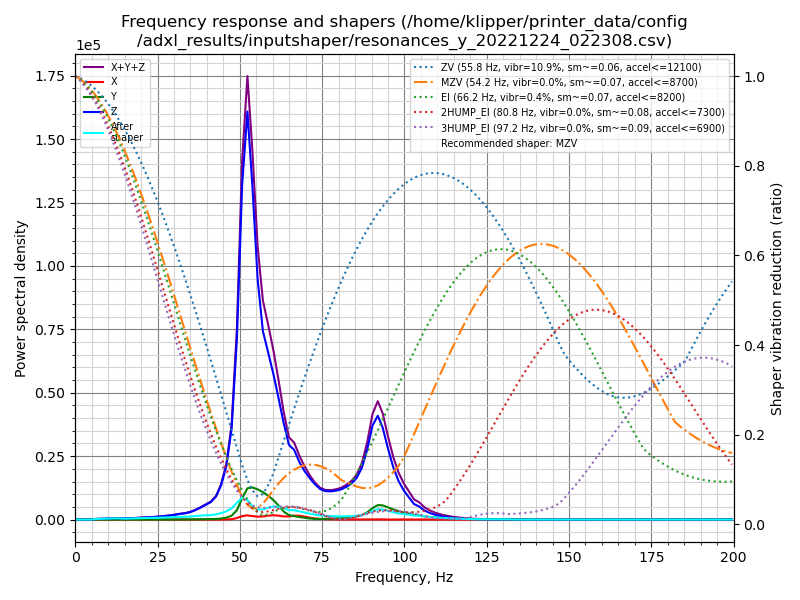 Frequency response and shapers (/home/klipper/printer_data/config
/adxl_results/inputshaper/resonances_y_20221224_022308.csv)
1e5
X+Y+Z
X
Y
Z
After
shaper
ZV (55.8 Hz, vibr=10.9%, sm~=0.06, accel<=12100)
MZV (54.2 Hz, vibr=0.0%, sm~=0.07, accel<=8700)
EI (66.2 Hz, vibr=0.4%, sm~=0.07, accel<=8200)
2HUMP_EI (80.8 Hz, vibr=0.0%, sm~=0.08, accel<=7300)
3HUMP_EI (97.2 Hz, vibr=0.0%, sm~=0.09, accel<=6900)
Recommended shaper: MZV
Power spectral density
1.75
1.50
1.25
1.00
0.75
0.50
0.25
0.00
1.0
0.8
0.6
0.4
0.2
0.0
Shaper vibration reduction (ratio)
0
25
50
75
100
125
150
175
200
Frequency, Hz